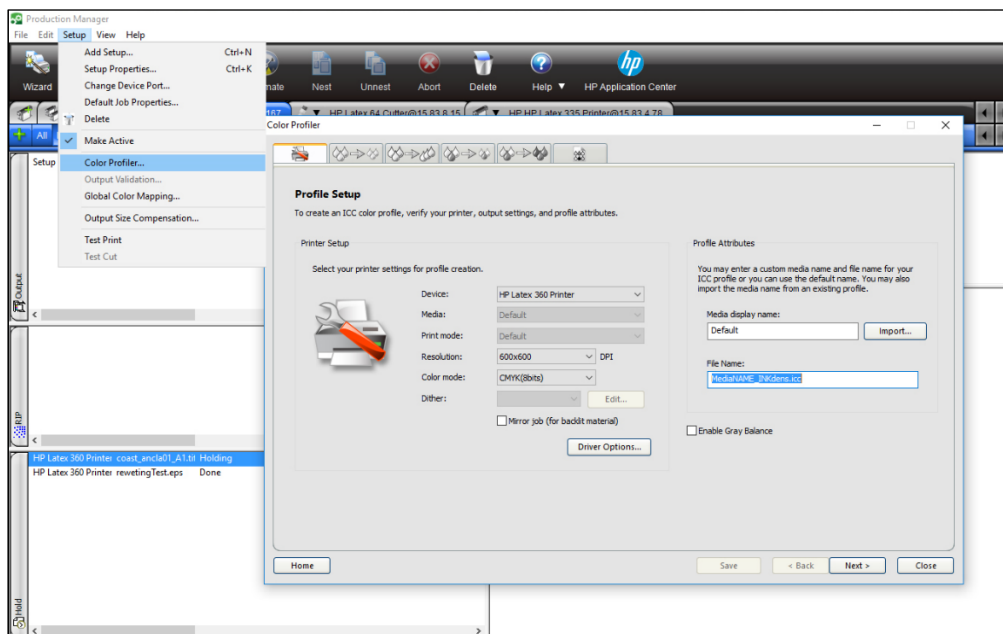 Production Manager
File Edit Setup View Help
Add Setup... Ctrl+N
Setup Properties... Ctrl+K
Change Device Port...
Default Job Properties...
Delete
Make Active
Color Profiler...
Output Validation...
Global Color Mapping...
Output Size Compensation...
Test Print
Test Cut
Wizard
Nest
Unnest
Abort
Delete
Help
HP Application Center
hp
167
HP Latex 64 Cutter@15.83.8.15
HP HP Latex 335 Printer@15.83.4.78
All
Setup
Output
RIP
Hold
HP Latex 360 Printer coast_ancla01_A1.tif Holding
HP Latex 360 Printer rewetingTest.eps Done
Color Profiler
Profile Setup
To create an ICC color profile, verify your printer, output settings, and profile attributes.
Printer Setup
Select your printer settings for profile creation.
Device: HP Latex 360 Printer
Media: Default
Print mode: Default
Resolution: 600x600 DPI
Color mode: CMYK(8bits)
Dither: Edit...
Mirror job (for backlit material)
Driver Options...
Profile Attributes
You may enter a custom media name and file name for your
ICC profile or you can use the default name. You may also
import the media name from an existing profile.
Media display name:
Default Import...
File Name:
MediaNAME_INKdens.icc
Enable Gray Balance
Home Save < Back Next > Close